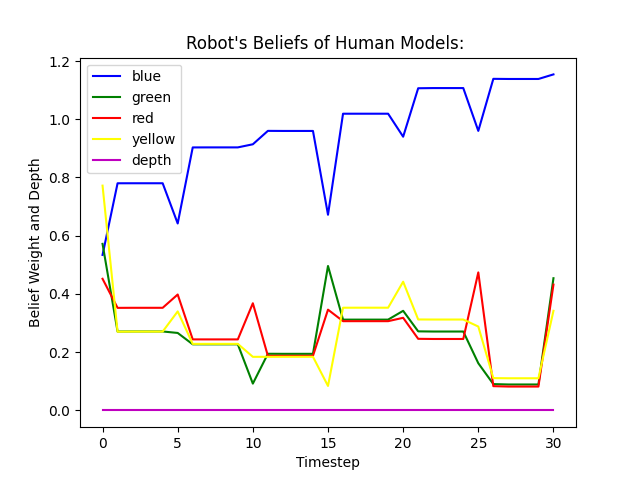 Robot's Beliefs of Human Models:
blue
green
red
yellow
depth
Belief Weight and Depth
1.2
1.0
0.8
0.6
0.4
0.2
0.0
0 5 10 15 20 25 30
Timestep